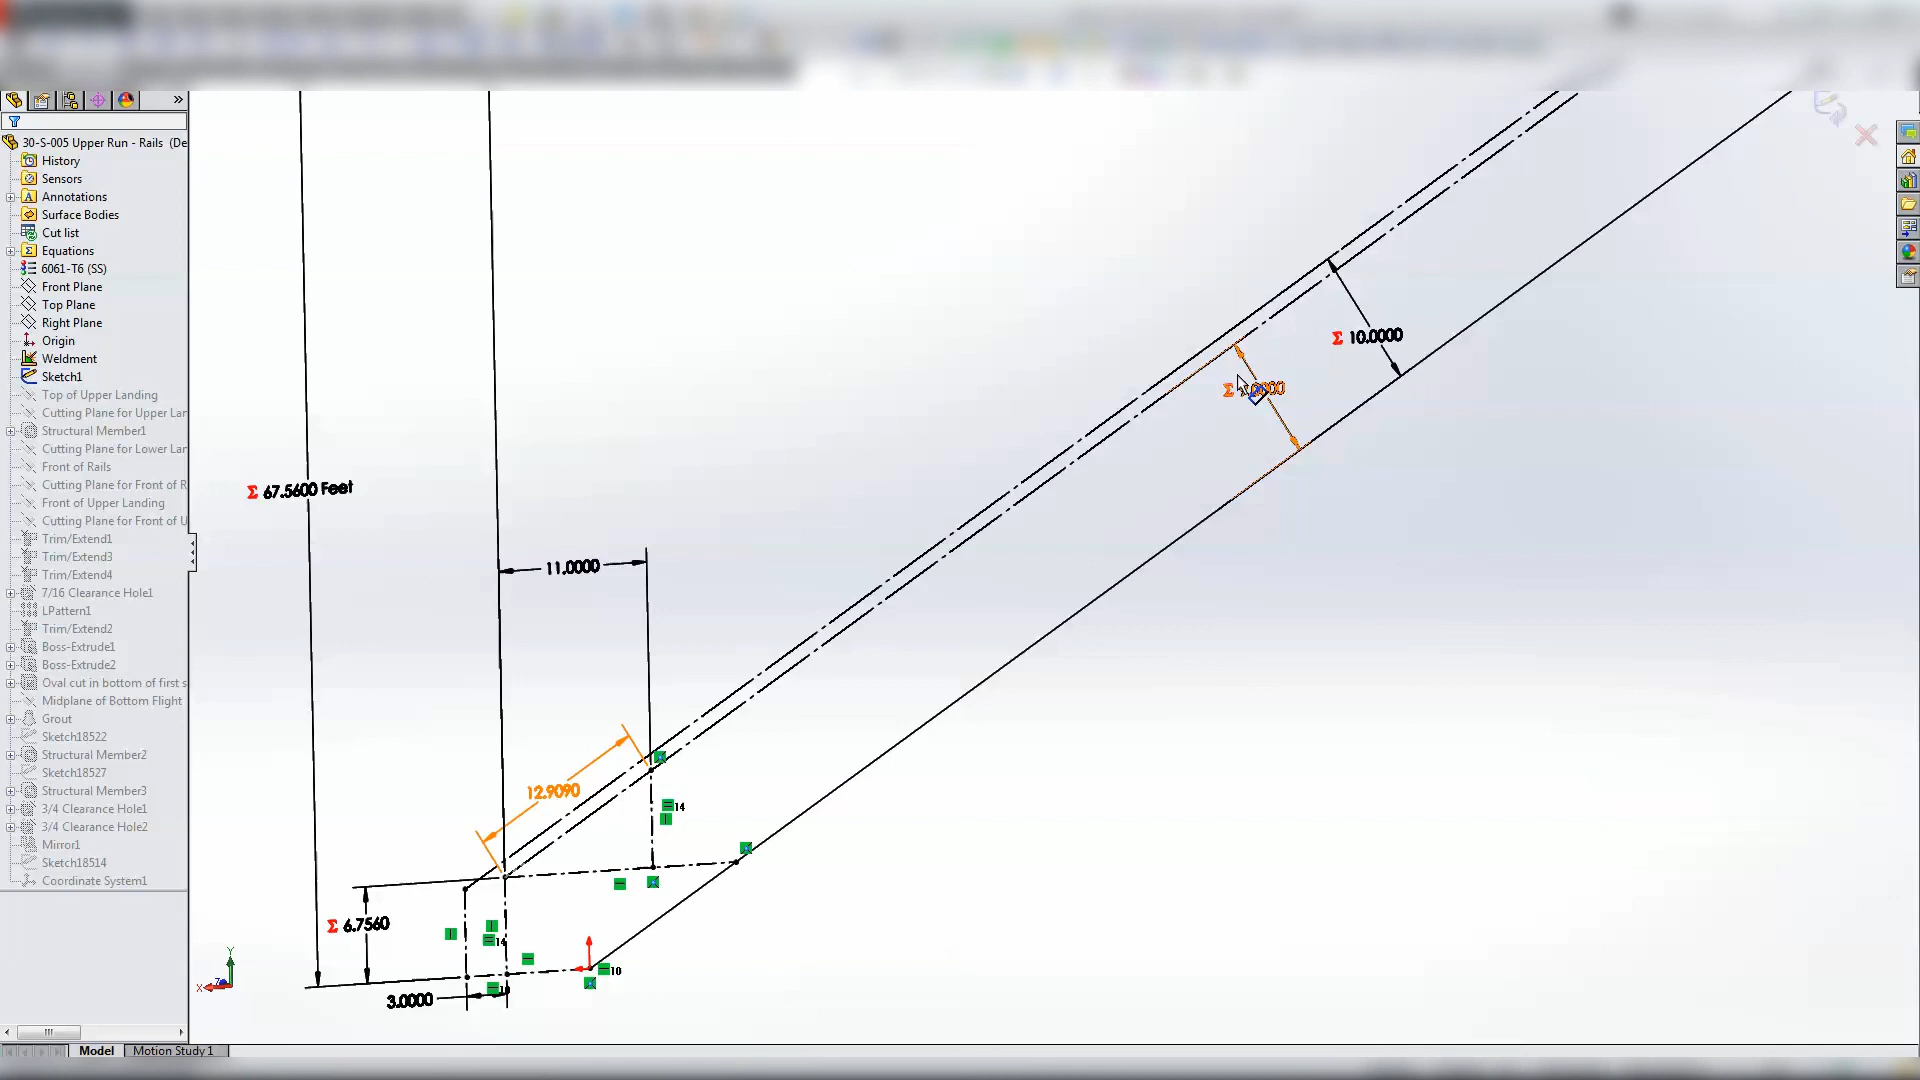 30-S-005 Upper Run - Rails (De
History
Sensors
Annotations
Surface Bodies
Cut list
Equations
6061-T6 (SS)
Front Plane
Top Plane
Right Plane
Origin
Weldment
Sketch1
Top of Upper Landing
Cutting Plane for Upper Lar
Structural Member1
Cutting Plane for Lower Lar
Front of Rails
Cutting Plane for Front of R
Front of Upper Landing
Cutting Plane for Front of U
Trim/Extend1
Trim/Extend3
Trim/Extend4
7/16 Clearance Hole1
LPattern1
Trim/Extend2
Boss-Extrude1
Boss-Extrude2
Oval cut in bottom of first s
Midplane of Bottom Flight
Grout
Sketch18522
Structural Member2
Sketch18527
Structural Member3
3/4 Clearance Hole1
3/4 Clearance Hole2
Mirror1
Sketch18514
Coordinate System1
Model
Motion Study 1
Σ 10.0000
Σ 67.5600 Feet
11.0000
12.9090
14
Σ 6.7560
14
10
3.0000
10
Y
X
Z